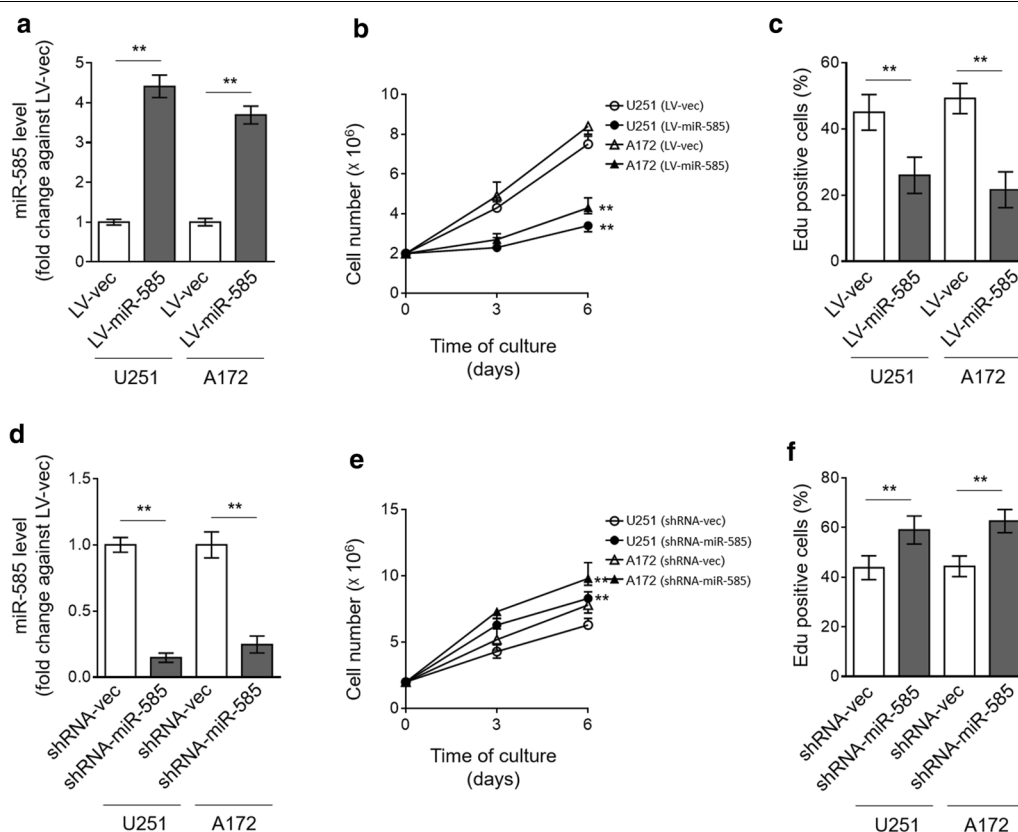 a
miR-585 level
(fold change against LV-vec)
5
4
3
2
1
0
**
**
LV-vec
LV-miR-585
LV-vec
LV-miR-585
U251
A172
b
Cell number (x 10⁶)
10
8
6
4
2
0
0
3
6
Time of culture
(days)
U251 (LV-vec)
U251 (LV-miR-585)
A172 (LV-vec)
A172 (LV-miR-585)
**
**
c
Edu positive cells (%)
60
40
20
0
**
**
LV-vec
LV-miR-585
LV-vec
LV-miR-585
U251
A172
d
miR-585 level
(fold change against LV-vec)
1.5
1.0
0.5
0.0
**
**
shRNA-vec
shRNA-miR-585
shRNA-vec
shRNA-miR-585
U251
A172
e
Cell number (x 10⁶)
15
10
5
0
0
3
6
Time of culture
(days)
U251 (shRNA-vec)
U251 (shRNA-miR-585)
A172 (shRNA-vec)
A172 (shRNA-miR-585)
**
**
f
Edu positive cells (%)
80
60
40
20
0
**
**
shRNA-vec
shRNA-miR-585
shRNA-vec
shRNA-miR-585
U251
A172